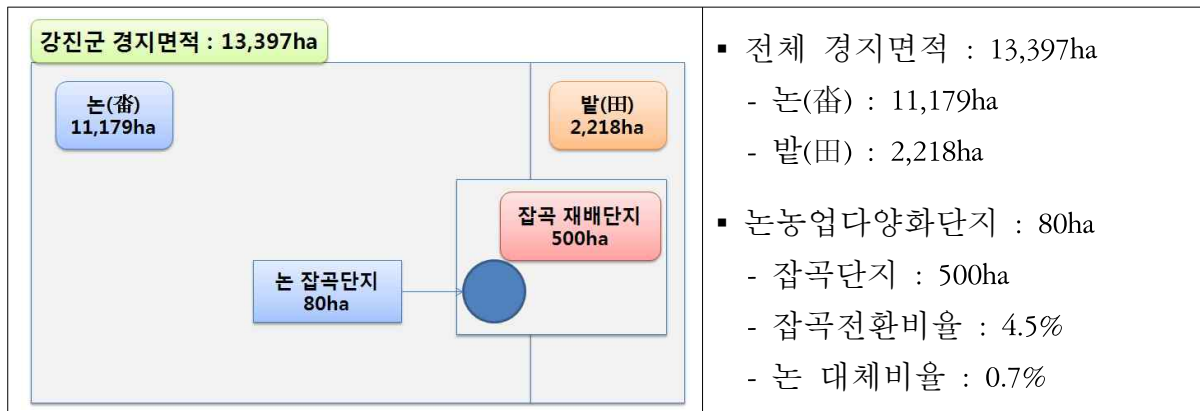 강진군 경지면적 : 13,397ha
논(畓)
11,179ha
밭(田)
2,218ha
잡곡 재배단지
500ha
논 잡곡단지
80ha
▪ 전체 경지면적 : 13,397ha
- 논(畓) : 11,179ha
- 밭(田) : 2,218ha
▪ 논농업다양화단지 : 80ha
- 잡곡단지 : 500ha
- 잡곡전환비율 : 4.5%
- 논 대체비율 : 0.7%